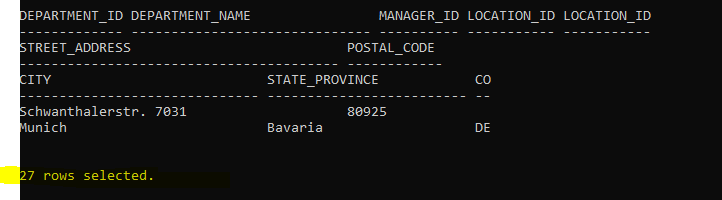 DEPARTMENT_ID DEPARTMENT_NAME MANAGER_ID LOCATION_ID LOCATION_ID
------------- ------------------------------ ---------- ----------- -----------
STREET_ADDRESS POSTAL_CODE
---------------------------------------- ------------
CITY STATE_PROVINCE CO
------------------------------ ------------------------- --
Schwanthalerstr. 7031 80925
Munich Bavaria DE
27 rows selected.